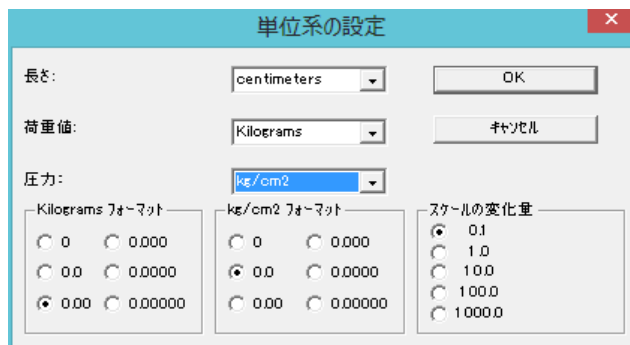 単位系の設定
長さ: centimeters OK
荷重値: Kilograms キャンセル
圧力: kg/cm2
Kilograms フォーマット kg/cm2 フォーマット スケールの変化量
0 0.000 0 0.000 0.1
0.0 0.0000 0.0 0.0000 1.0
0.00 0.00000 0.00 0.00000 10.0
100.0
1000.0